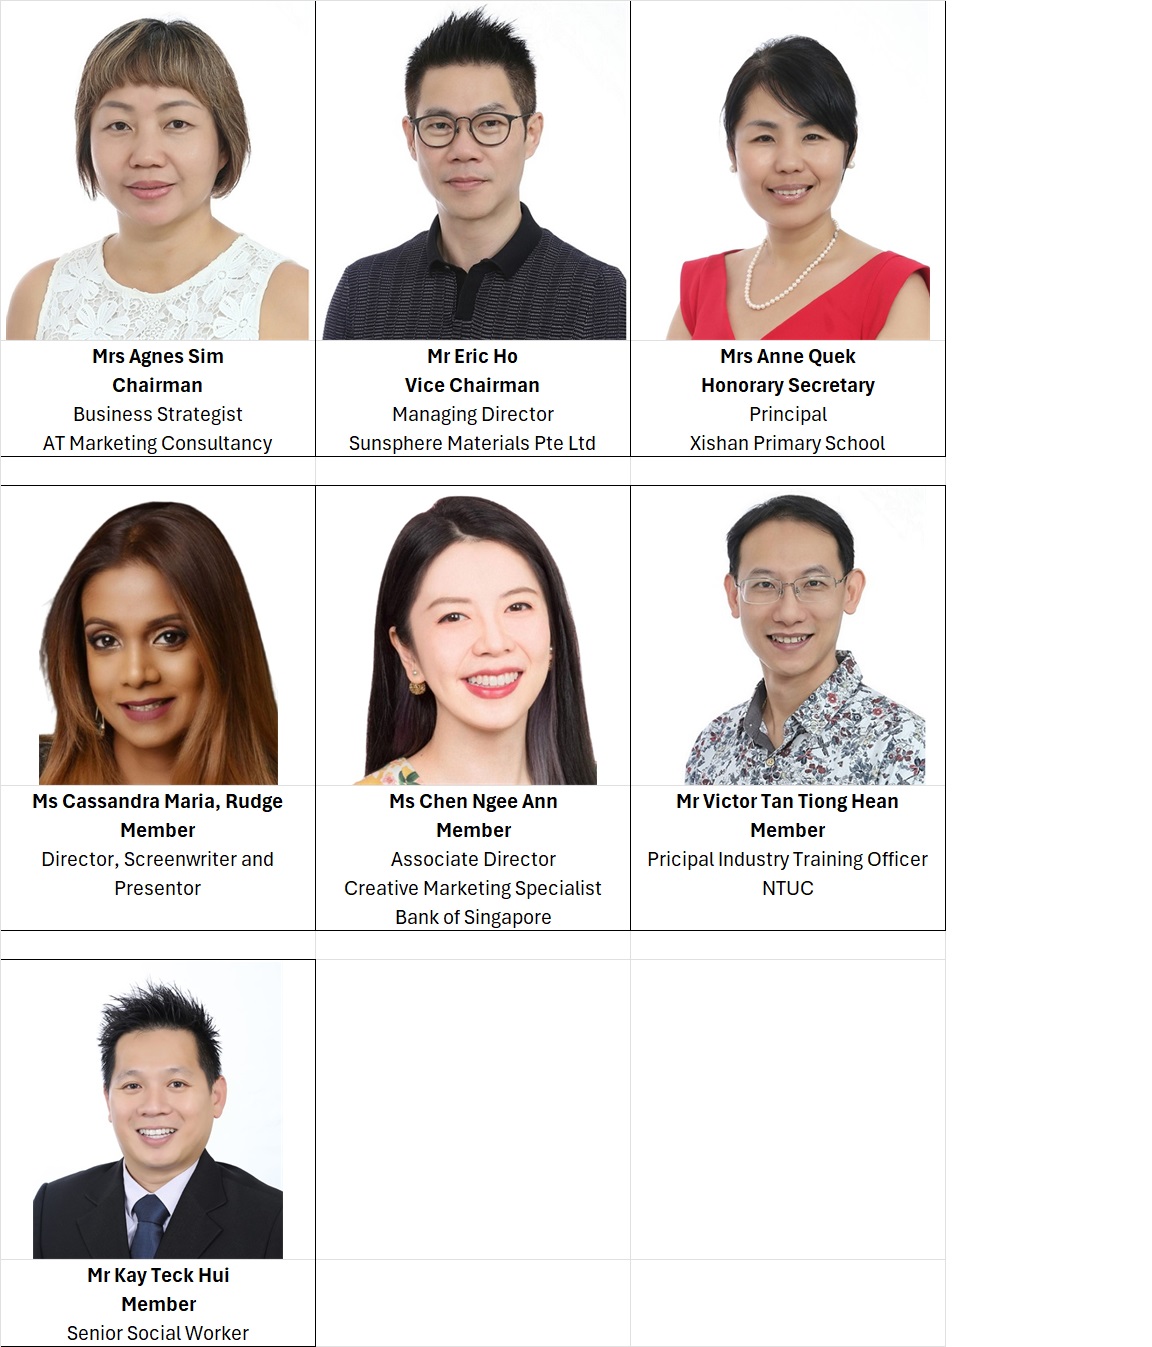 Mrs Agnes Sim
Chairman
Business Strategist
AT Marketing Consultancy
Mr Eric Ho
Vice Chairman
Managing Director
Sunsphere Materials Pte Ltd
Mrs Anne Quek
Honorary Secretary
Principal
Xishan Primary School
Ms Cassandra Maria, Rudge
Member
Director, Screenwriter and
Presentor
Ms Chen Ngee Ann
Member
Associate Director
Creative Marketing Specialist
Bank of Singapore
Mr Victor Tan Tiong Hean
Member
Pricipal Industry Training Officer
NTUC
Mr Kay Teck Hui
Member
Senior Social Worker